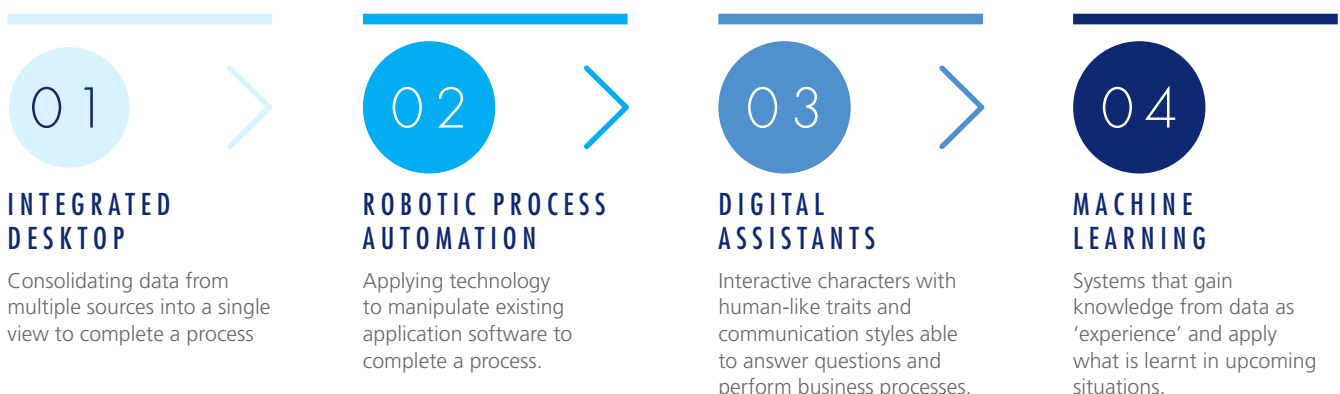 01
INTEGRATED
DESKTOP
Consolidating data from
multiple sources into a single
view to complete a process
02
ROBOTIC PROCESS
AUTOMATION
Applying technology
to manipulate existing
application software to
complete a process.
03
DIGITAL
ASSISTANTS
Interactive characters with
human-like traits and
communication styles able
to answer questions and
perform business processes.
04
MACHINE
LEARNING
Systems that gain
knowledge from data as
‘experience’ and apply
what is learnt in upcoming
situations.